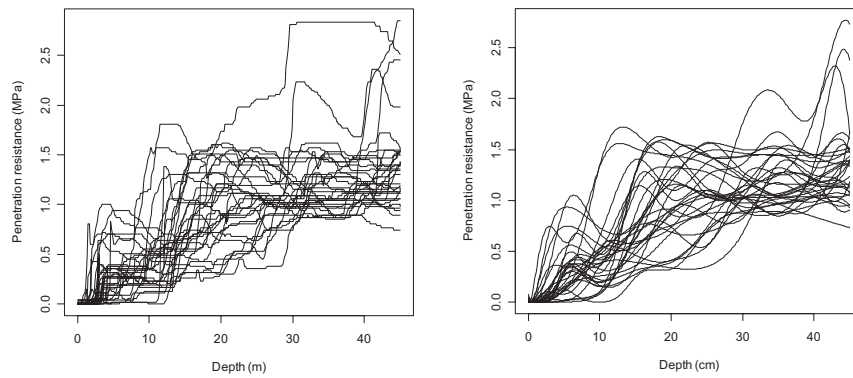 Penetration resistance (MPa)
0.0 0.5 1.0 1.5 2.0 2.5
0 10 20 30 40
Depth (m)
Penetration resistance (MPa)
0.0 0.5 1.0 1.5 2.0 2.5
0 10 20 30 40
Depth (cm)